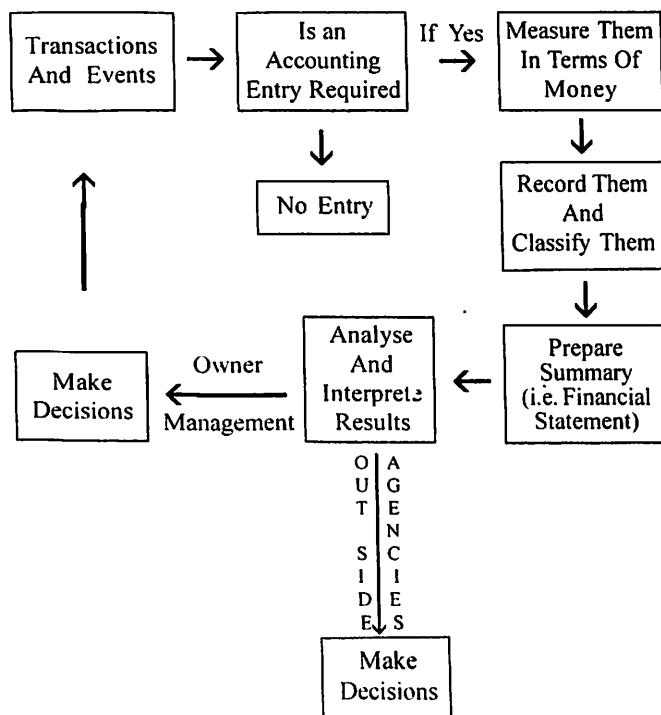 Transactions
And Events
Is an
Accounting
Entry Required
If Yes
Measure Them
In Terms Of
Money
No Entry
Record Them
And
Classify Them
Prepare
Summary
(i.e. Financial
Statement)
Analyse
And
Interprete
Results
Owner
Management
Make
Decisions
OUT SIDE
AGENCIES
Make
Decisions